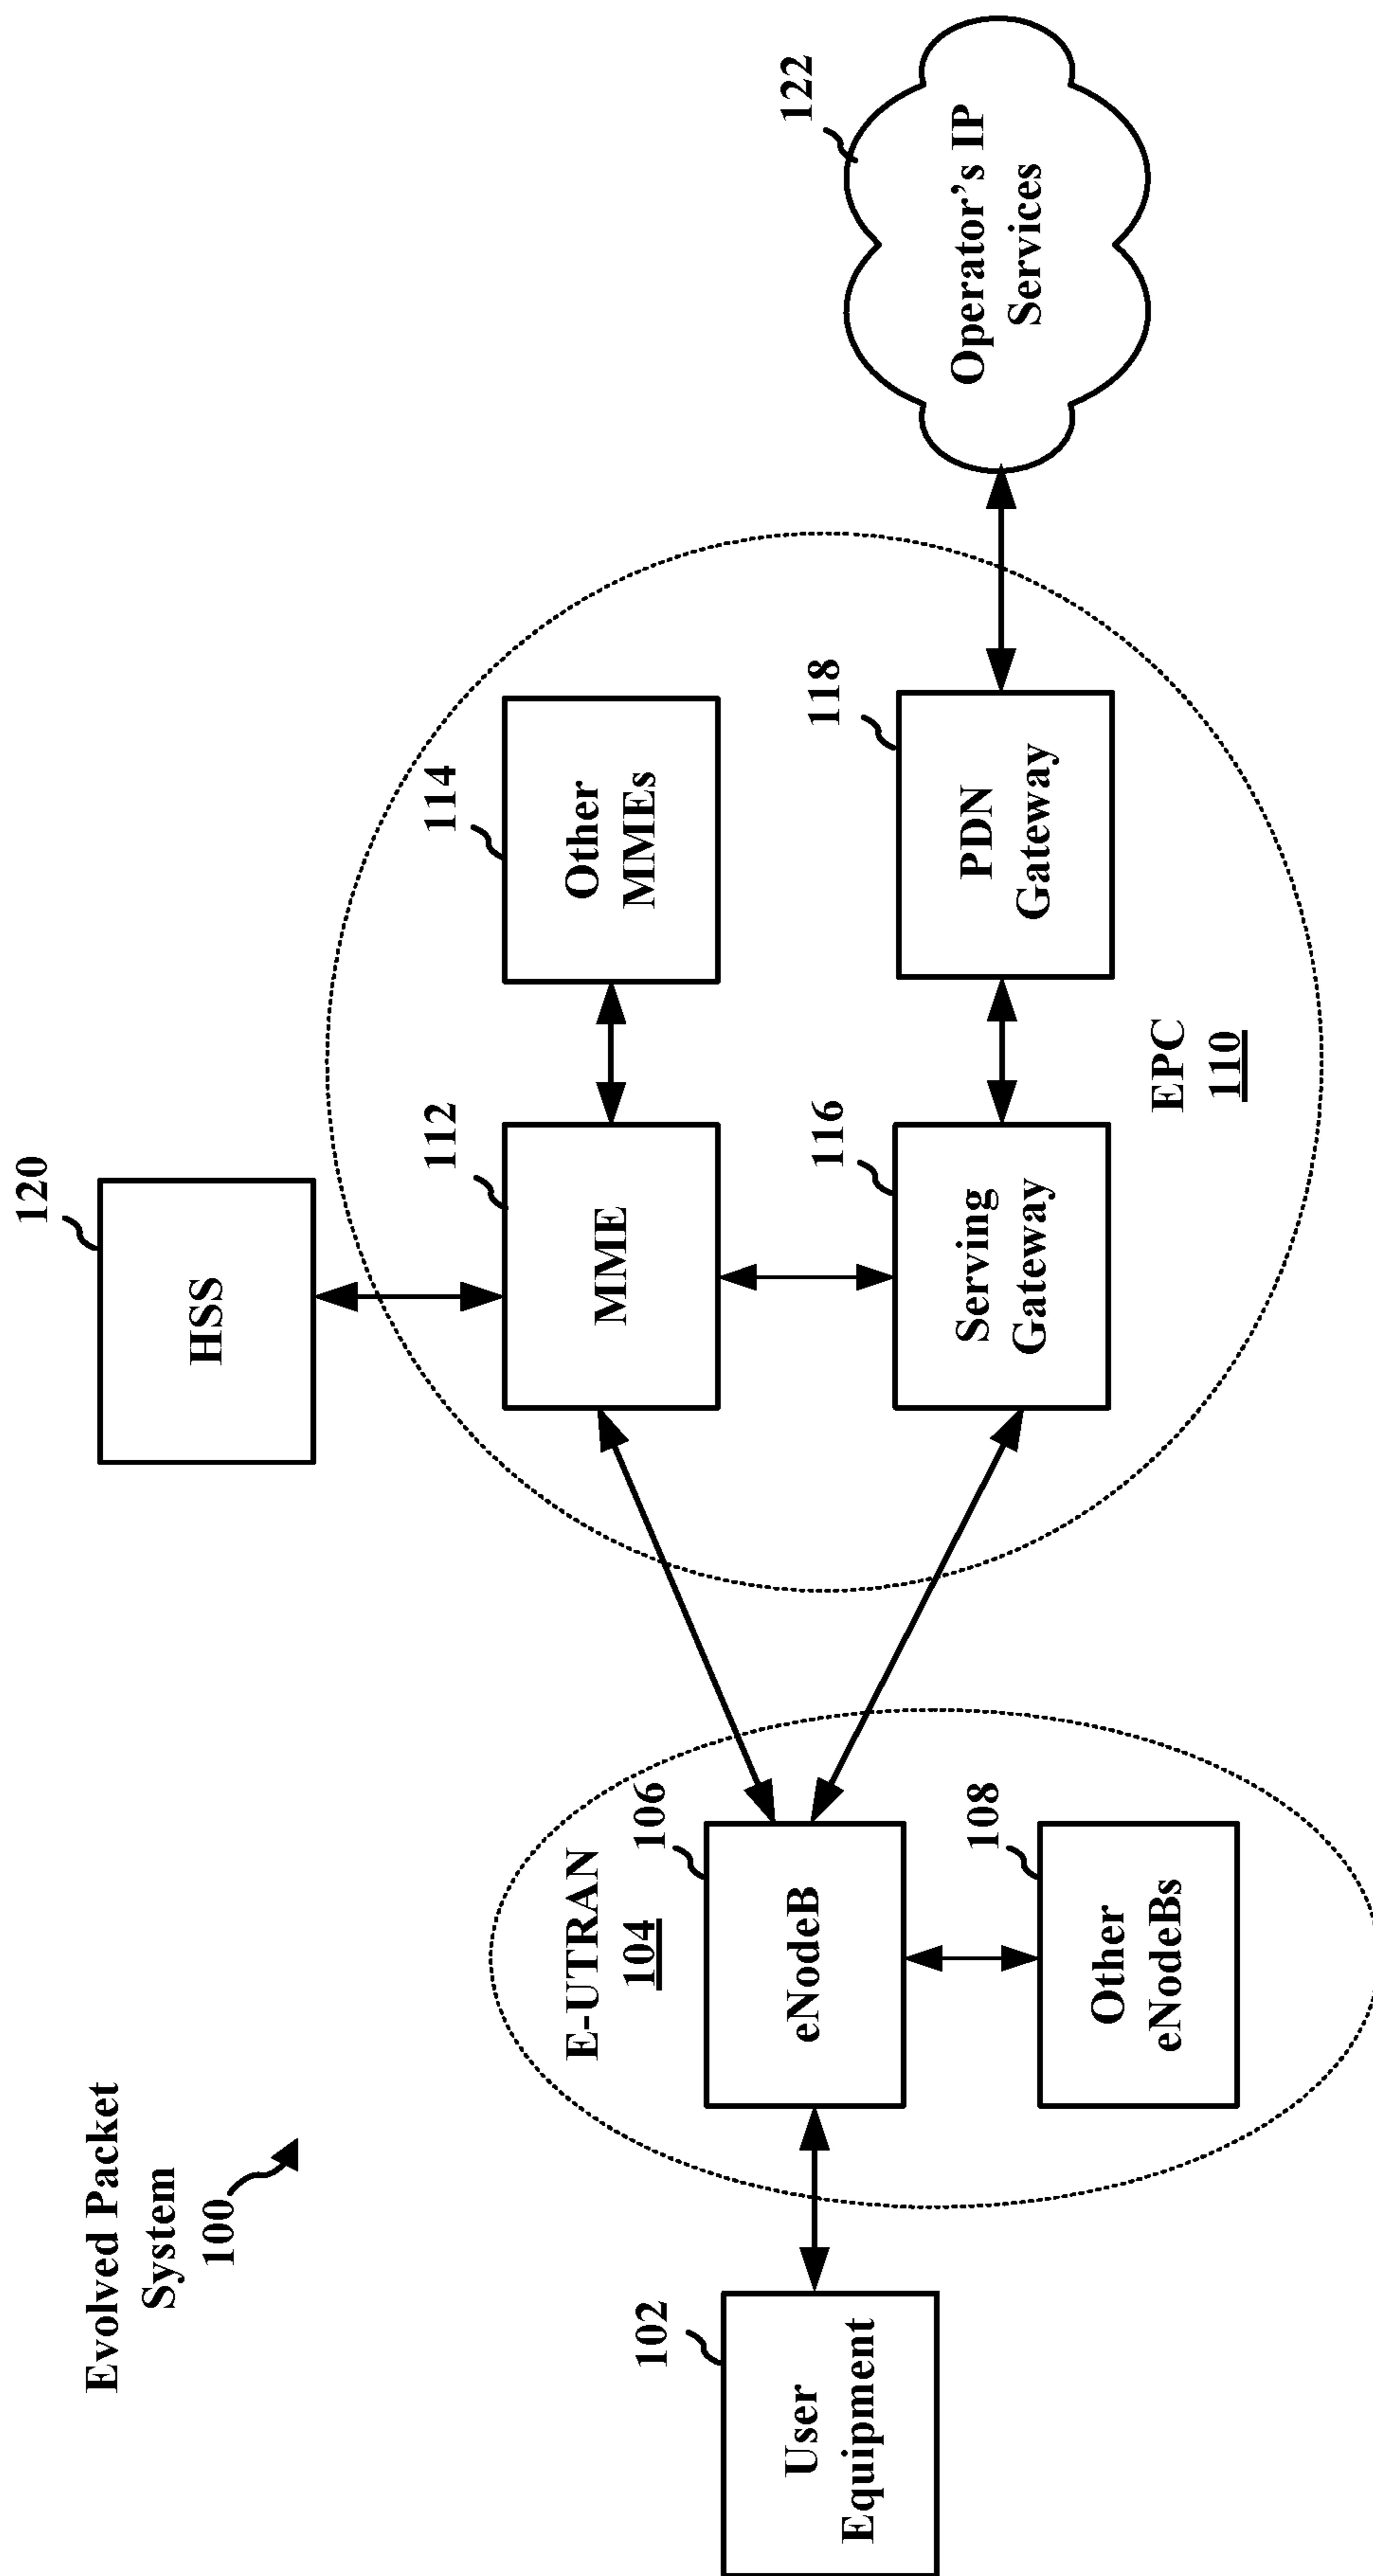 Evolved Packet
System
100
120
HSS
122
Operator's IP
Services
112
MME
114
Other
MMEs
116
Serving
Gateway
118
PDN
Gateway
EPC
110
E-UTRAN
104
106
eNodeB
108
Other
eNodeBs
102
User
Equipment